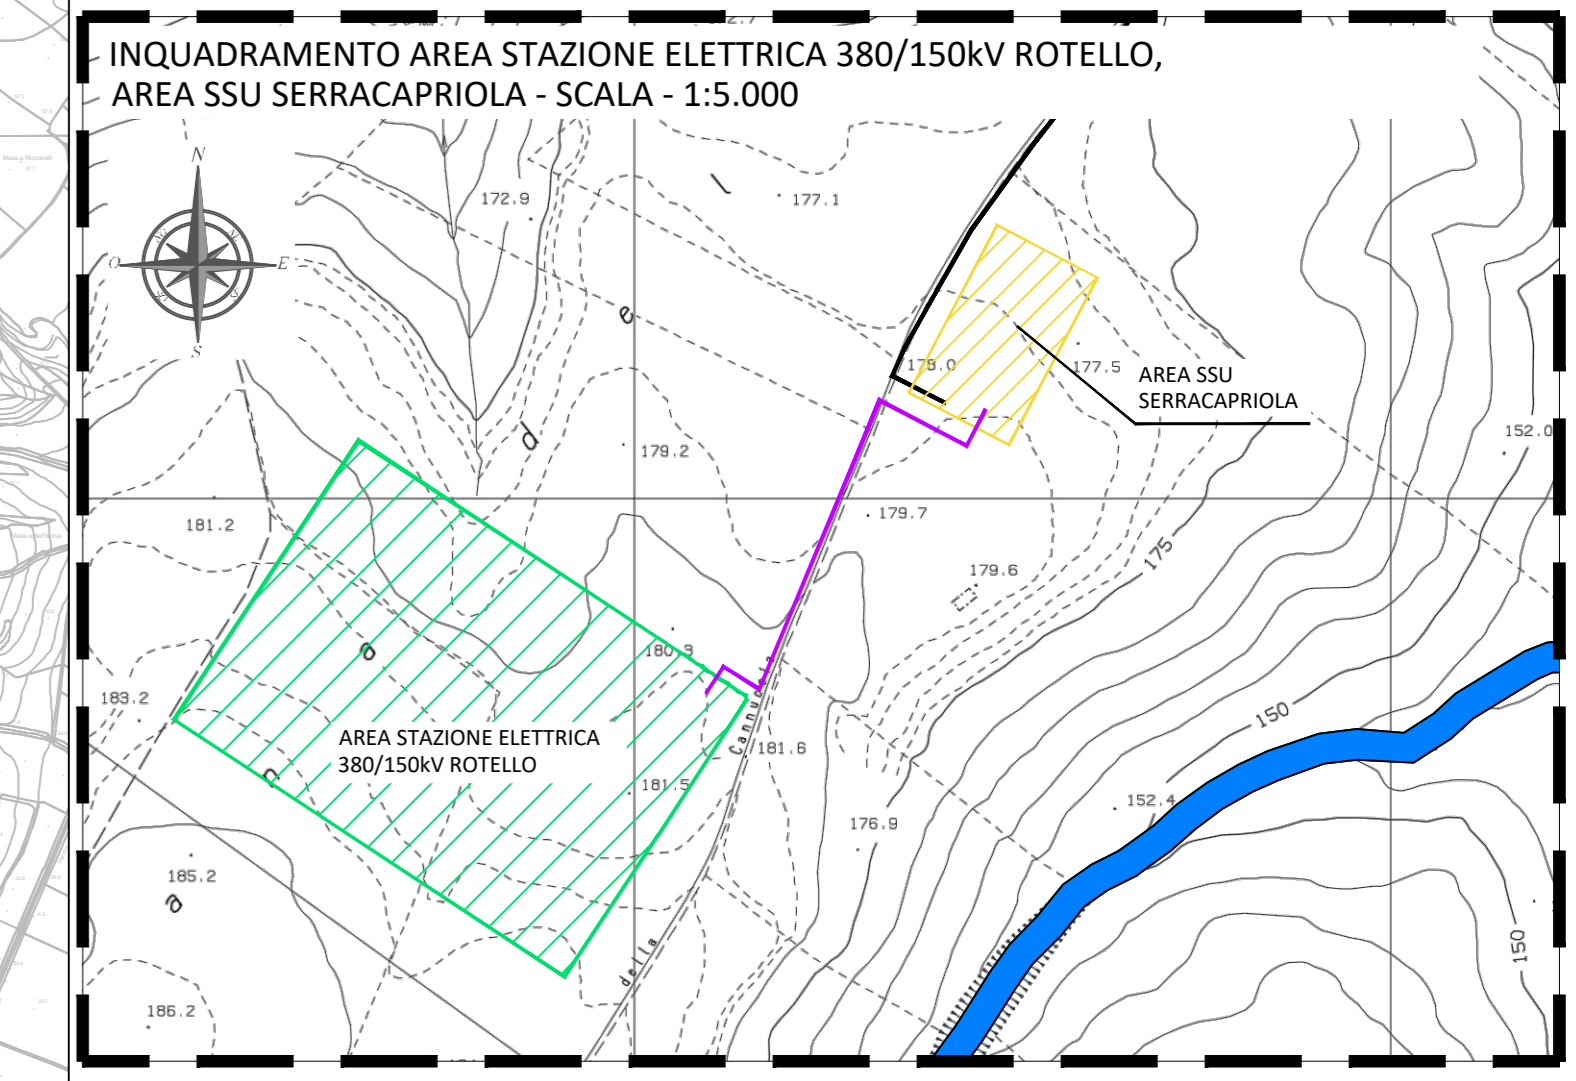 INQUADRAMENTO AREA STAZIONE ELETTRICA 380/150kV ROTELLO,
AREA SSU SERRACAPRIOLA - SCALA - 1:5.000
N
NE
E
S
O
172.9
177.1
l
e
d
178.0
177.5
AREA SSU
SERRACAPRIOLA
152.0
179.2
181.2
179.7
175
179.6
a
180.3
183.2
Cannucola
150
AREA STAZIONE ELETTRICA
380/150kV ROTELLO
181.6
181.5
152.4
176.9
185.2
a
della
150
186.2